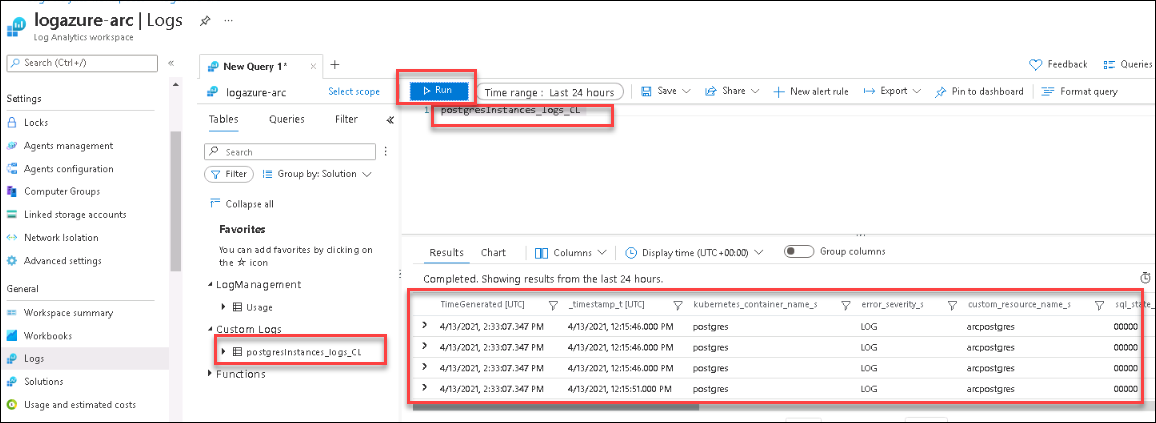 logazure-arc | Logs
Log Analytics workspace
Search (Ctrl+/)
«
Settings
Locks
Agents management
Agents configuration
Computer Groups
Linked storage accounts
Network Isolation
Advanced settings
General
Workspace summary
Workbooks
Logs
Solutions
Usage and estimated costs
New Query 1*
×
+
Feedback
Queries
logazure-arc
Select scope
Run
Time range : Last 24 hours
Save
Share
+ New alert rule
Export
Pin to dashboard
Format query
Tables
Queries
Filter
«
Search
Filter
Group by: Solution
Collapse all
Favorites
You can add favorites by clicking on
the ☆ icon
LogManagement
Usage
Custom Logs
postgresInstances_logs_CL
Functions
1 postgresInstances_logs_CL
...
Results
Chart
Columns
Display time (UTC+00:00)
Group columns
Completed. Showing results from the last 24 hours.
TimeGenerated [UTC] _timestamp_t [UTC] kubernetes_container_name_s error_severity_s custom_resource_name_s sql_state_
4/13/2021, 2:33:07.347 PM 4/13/2021, 12:15:46.000 PM postgres LOG arcpostgres 00000
4/13/2021, 2:33:07.347 PM 4/13/2021, 12:15:46.000 PM postgres LOG arcpostgres 00000
4/13/2021, 2:33:07.347 PM 4/13/2021, 12:15:46.000 PM postgres LOG arcpostgres 00000
4/13/2021, 2:33:07.347 PM 4/13/2021, 12:15:51.000 PM postgres LOG arcpostgres 00000